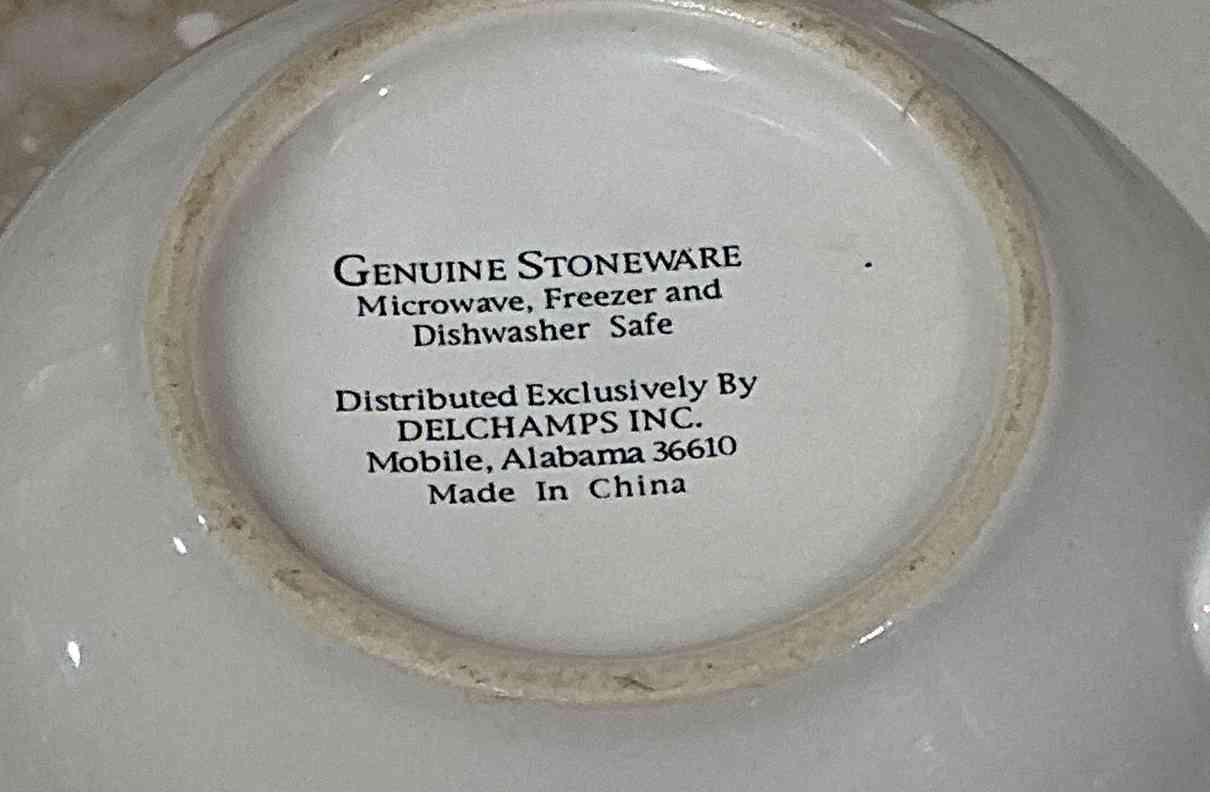 GENUINE STONEWARE
Microwave, Freezer and
Dishwasher Safe
Distributed Exclusively By
DELCHAMPS INC.
Mobile, Alabama 36610
Made In China